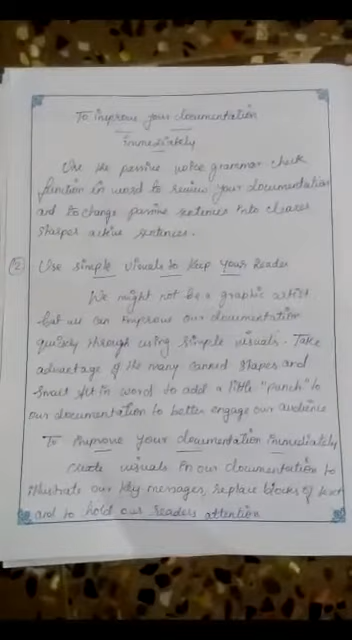 To improve your documentation
immediately
Use the passive voice grammar check
function in word to review your documentation
and to change passive sentences into clearer
sharper active sentences.
② Use simple visuals to keep your Reader
We might not be a graphic artist.
but we can improve our documentation
quickly through using simple visuals. Take
advantage of the many canned shapes and
Smart Art in word to add a little "punch" to
our documentation to better engage our audience
To improve your documentation immediately
create visuals in our documentation to
illustrate our key messages, replace blocks of text
and to hold our readers attention